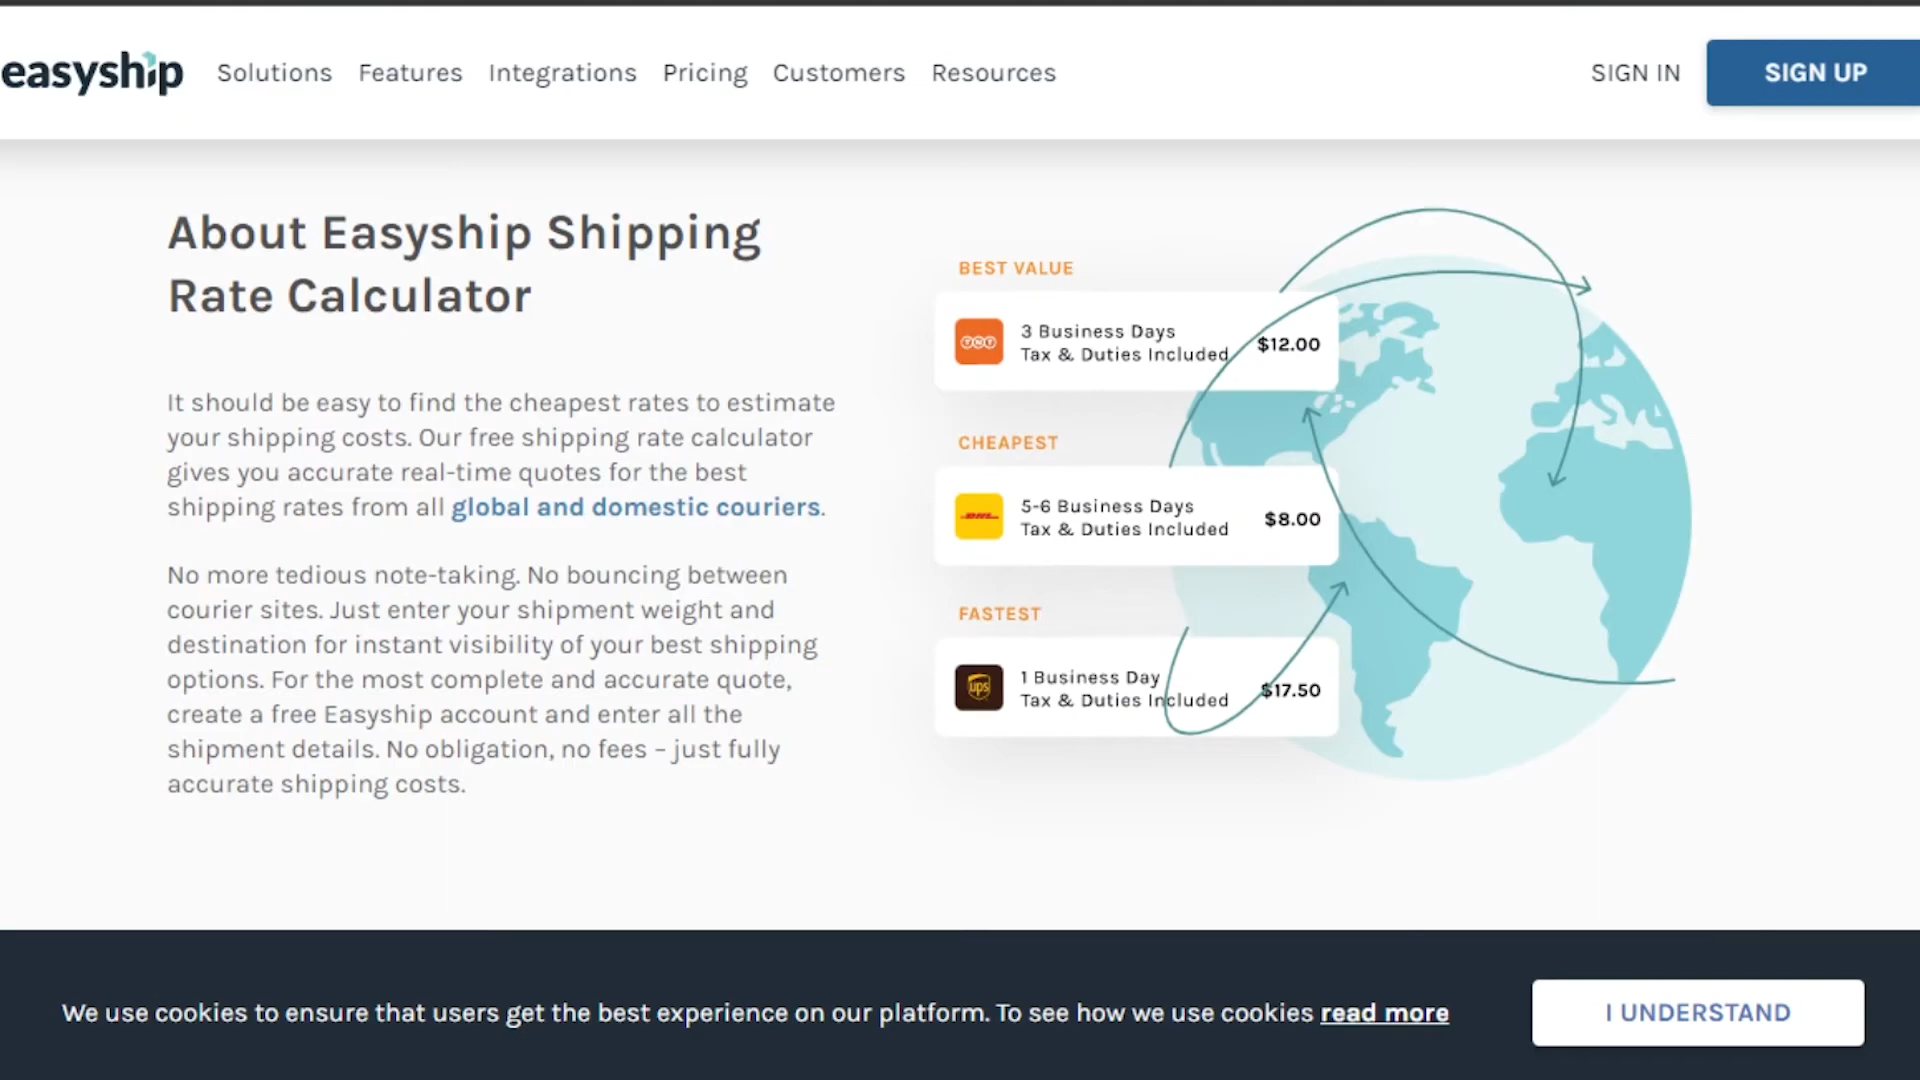 easyship Solutions Features Integrations Pricing Customers Resources SIGN IN SIGN UP
About Easyship Shipping
Rate Calculator
It should be easy to find the cheapest rates to estimate
your shipping costs. Our free shipping rate calculator
gives you accurate real-time quotes for the best
shipping rates from all global and domestic couriers.
No more tedious note-taking. No bouncing between
courier sites. Just enter your shipment weight and
destination for instant visibility of your best shipping
options. For the most complete and accurate quote,
create a free Easyship account and enter all the
shipment details. No obligation, no fees – just fully
accurate shipping costs.
BEST VALUE
TNT
3 Business Days
Tax & Duties Included
$12.00
CHEAPEST
DHL
5-6 Business Days
Tax & Duties Included
$8.00
FASTEST
ups
1 Business Day
Tax & Duties Included
$17.50
We use cookies to ensure that users get the best experience on our platform. To see how we use cookies read more
I UNDERSTAND